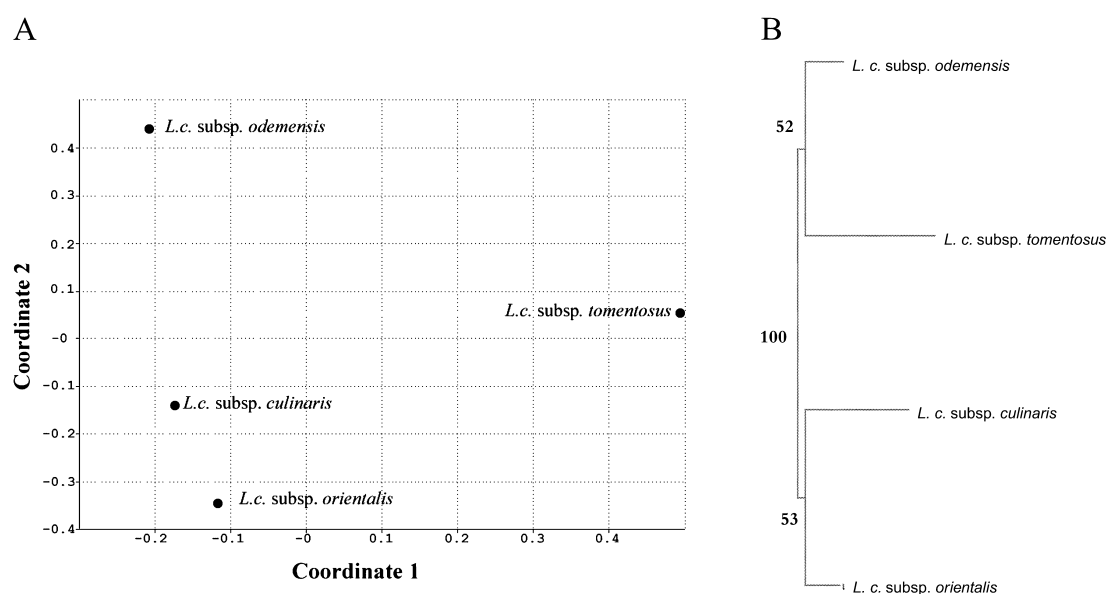 A
L.c. subsp. odemensis
L.c. subsp. tomentosus
L.c. subsp. culinaris
L.c. subsp. orientalis
0.4
0.3
0.2
0.1
-0
-0.1
-0.2
-0.3
-0.4
Coordinate 2
-0.2 -0.1 -0 0.1 0.2 0.3 0.4
Coordinate 1
B
L. c. subsp. odemensis
52
L. c. subsp. tomentosus
100
L. c. subsp. culinaris
53
L. c. subsp. orientalis